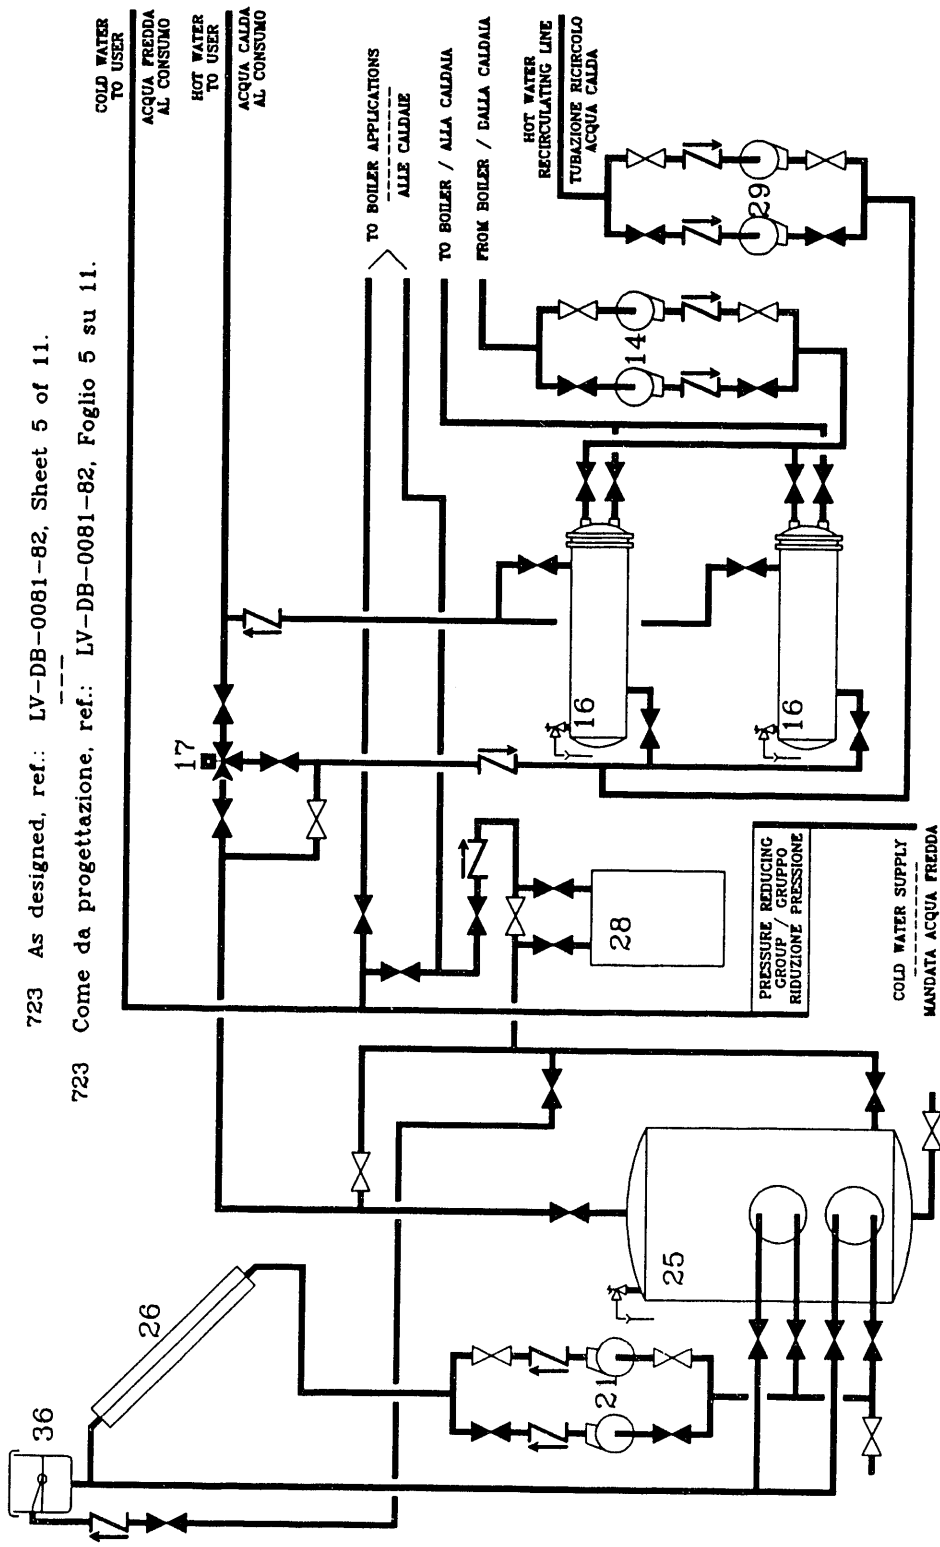 723 As designed, ref.: LV-DB-0081-82, Sheet 5 of 11.
---
723 Come da progettazione, ref.: LV-DB-0081-82, Foglio 5 su 11.
COLD WATER
TO USER
ACQUA FREDDA
AL CONSUMO
HOT WATER
TO USER
ACQUA CALDA
AL CONSUMO
TO BOILER APPLICATIONS
--------
ALLE CALDAIE
TO BOILER / ALLA CALDAIA
FROM BOILER / DALLA CALDAIA
HOT WATER
RECIRCULATING LINE
TUBAZIONE RICIRCOLO
ACQUA CALDA
36
26
17
21
25
28
16
16
14
29
PRESSURE REDUCING
GROUP / GRUPPO
RIDUZIONE PRESSIONE
COLD WATER SUPPLY
--------
MANDATA ACQUA FREDDA